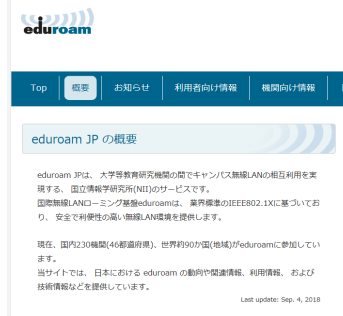 eduroam
Top 概要 お知らせ 利用者向け情報 機関向け情報
eduroam JP の概要
eduroam JPは、 大学等教育研究機関の間でキャンパス無線LANの相互利用を実
現する、 国立情報学研究所(NII)のサービスです。
国際無線LANローミング基盤eduroamは、 業界標準のIEEE802.1Xに基づいてお
り、 安全で利便性の高い無線LAN環境を提供します。
現在、国内230機関(46都道府県)、世界約90か国(地域)がeduroamに参加してい
ます。
当サイトでは、 日本における eduroam の動向や関連情報、利用情報、 および
技術情報などを提供しています。
Last update: Sep. 4, 2018